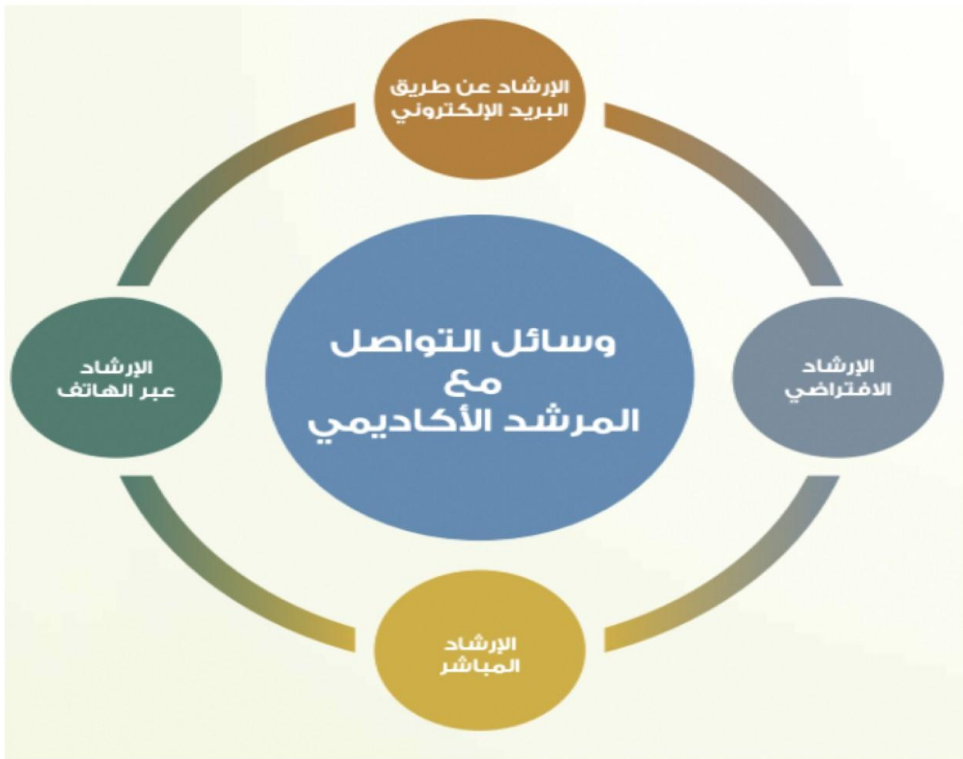 الإرشاد عن طريق
البريد الإلكتروني
وسائل التواصل
مع
المرشد الأكاديمي
الإرشاد
الافتراضي
الإرشاد
عبر الهاتف
الإرشاد
المباشر